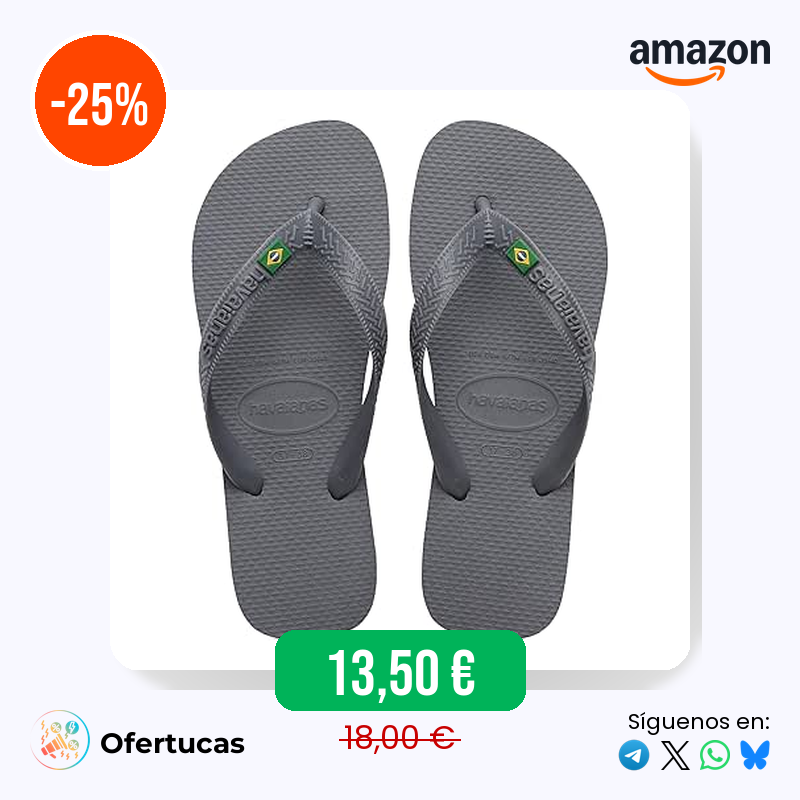 -25%
amazon
havaianas
havaianas
havaianas
havaianas
13,50 €
18,00 €
Ofertucas
Síguenos en: